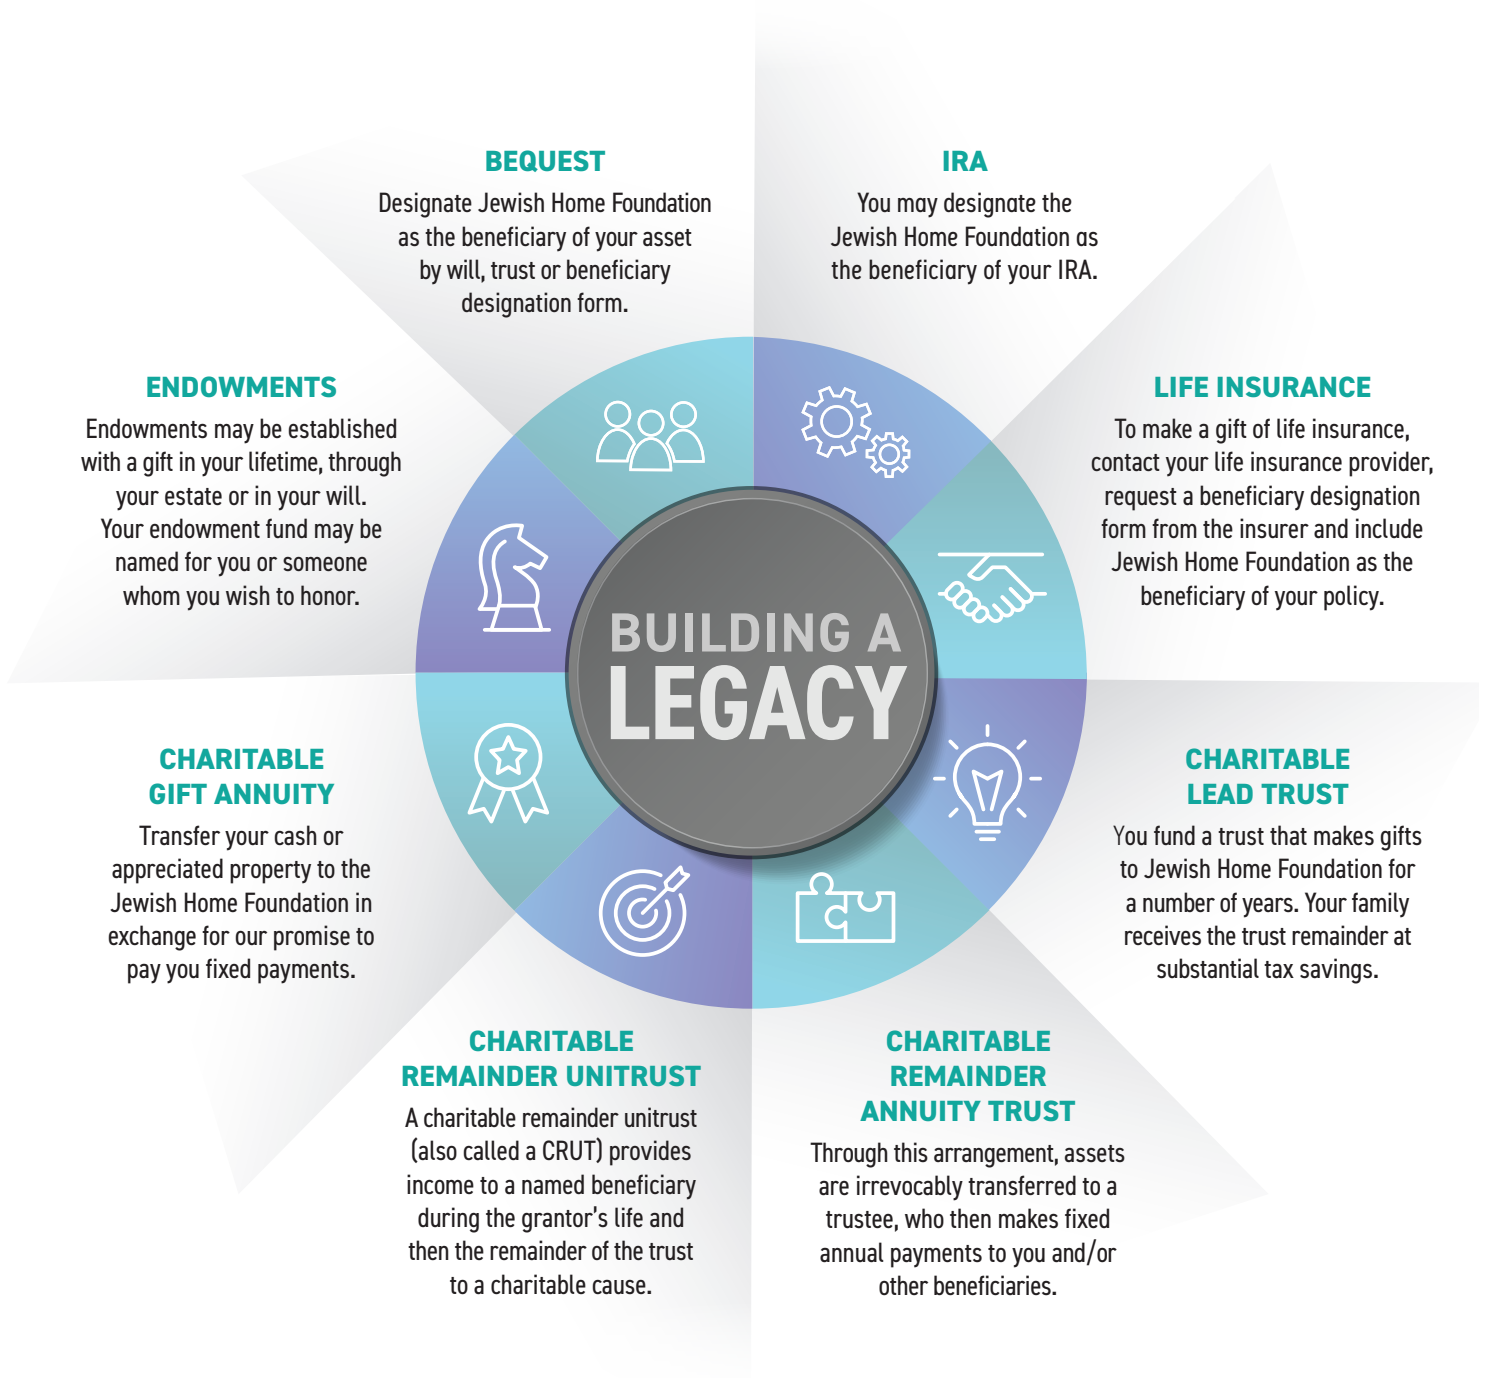 BEQUEST
Designate Jewish Home Foundation
as the beneficiary of your asset
by will, trust or beneficiary
designation form.
IRA
You may designate the
Jewish Home Foundation as
the beneficiary of your IRA.
ENDOWMENTS
Endowments may be established
with a gift in your lifetime, through
your estate or in your will.
Your endowment fund may be
named for you or someone
whom you wish to honor.
LIFE INSURANCE
To make a gift of life insurance,
contact your life insurance provider,
request a beneficiary designation
form from the insurer and include
Jewish Home Foundation as the
beneficiary of your policy.
BUILDING A
LEGACY
CHARITABLE
GIFT ANNUITY
Transfer your cash or
appreciated property to the
Jewish Home Foundation in
exchange for our promise to
pay you fixed payments.
CHARITABLE
LEAD TRUST
You fund a trust that makes gifts
to Jewish Home Foundation for
a number of years. Your family
receives the trust remainder at
substantial tax savings.
CHARITABLE
REMAINDER UNITRUST
A charitable remainder unitrust
(also called a CRUT) provides
income to a named beneficiary
during the grantor's life and
then the remainder of the trust
to a charitable cause.
CHARITABLE
REMAINDER
ANNUITY TRUST
Through this arrangement, assets
are irrevocably transferred to a
trustee, who then makes fixed
annual payments to you and/or
other beneficiaries.